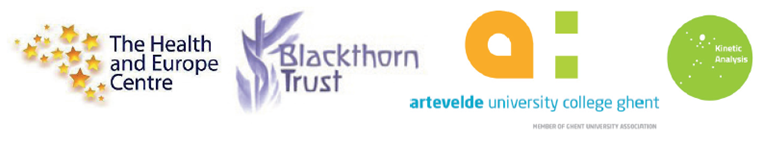 The Health
and Europe
Centre
Blackthorn
Trust
artevelde university college ghent
MEMBER OF GHENT UNIVERSITY ASSOCIATION
Kinetic
Analysis